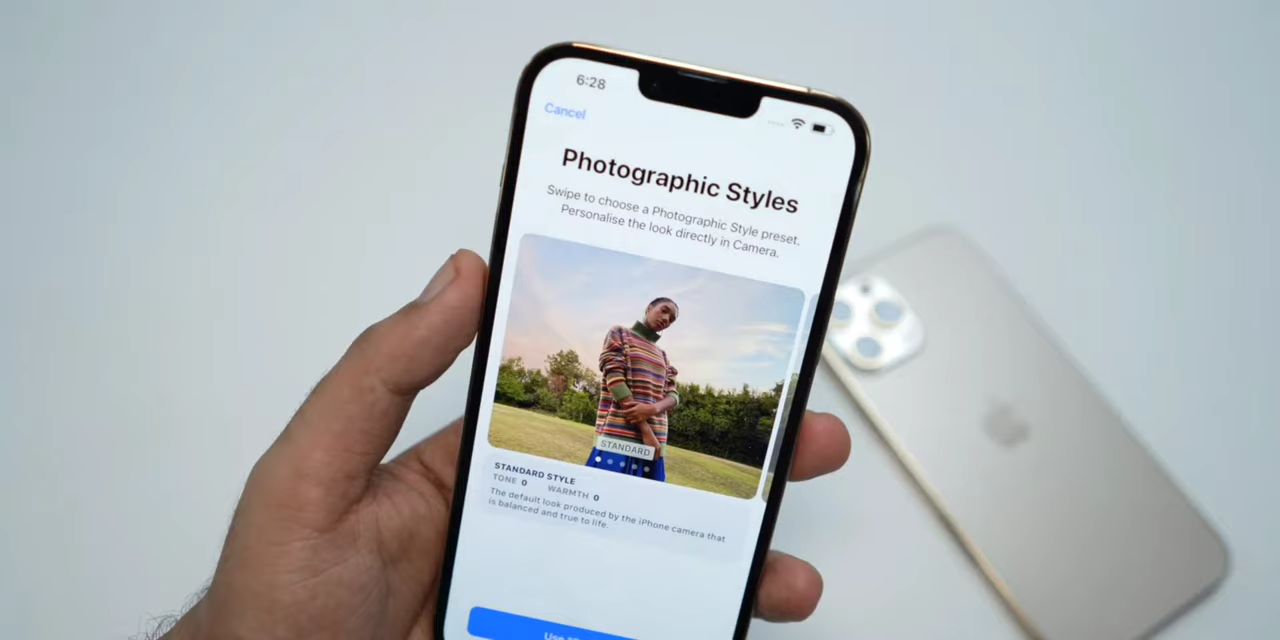 6:28
Cancel
Photographic Styles
Swipe to choose a Photographic Style preset.
Personalise the look directly in Camera.
STANDARD
STANDARD STYLE
TONE 0 WARMTH 0
The default look produced by the iPhone camera that
is balanced and true to life.
Use